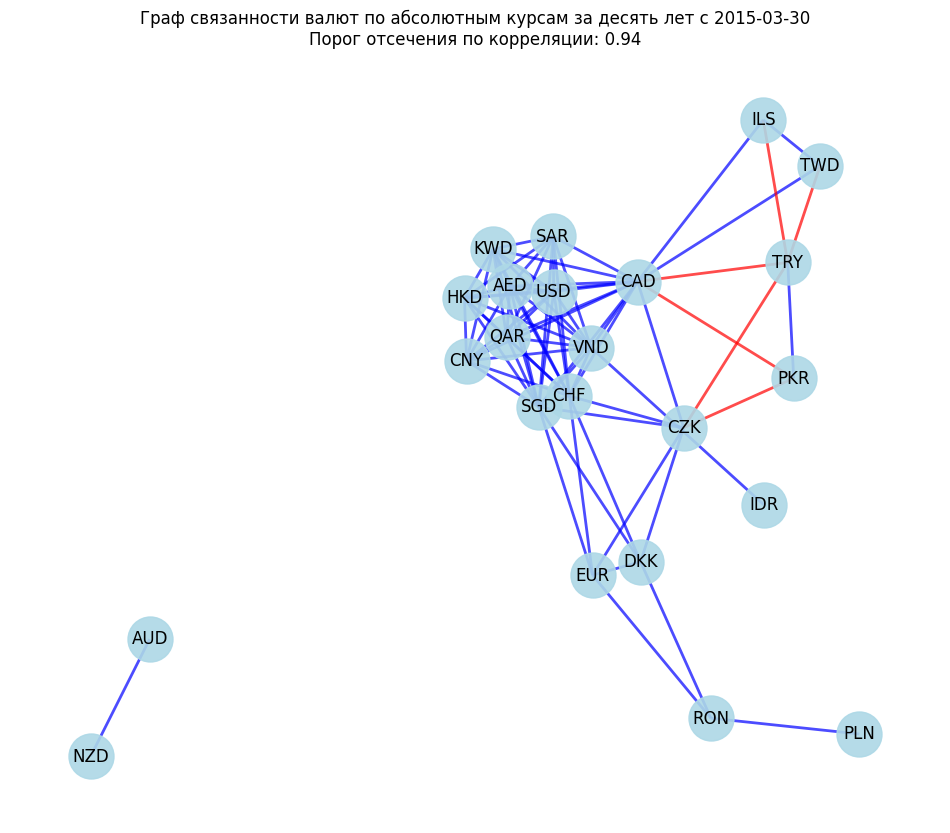 Граф связанности валют по абсолютным курсам за десять лет с 2015-03-30
Порог отсечения по корреляции: 0.94
ILS
TWD
SAR
KWD
TRY
CAD
AED
USD
HKD
QAR
VND
CNY
PKR
CHF
SGD
CZK
IDR
DKK
EUR
AUD
RON
PLN
NZD